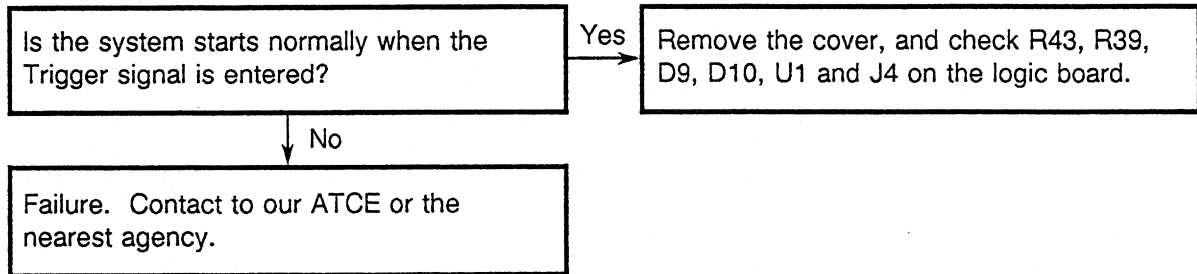 Is the system starts normally when the
Trigger signal is entered?
Yes
Remove the cover, and check R43, R39,
D9, D10, U1 and J4 on the logic board.
No
Failure. Contact to our ATCE or the
nearest agency.